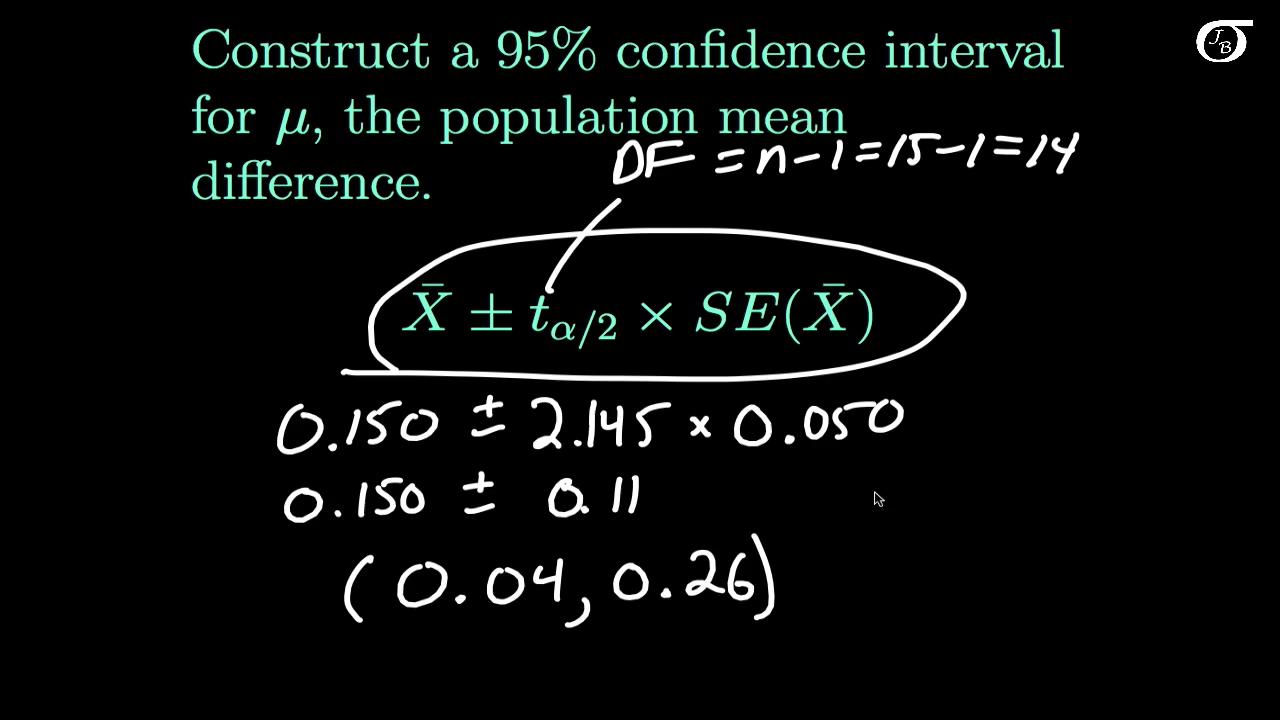 Construct a 95% confidence interval
for μ, the population mean
difference.
DF = n - 1 = 15 - 1 = 14
X̄ ± t_{α/2} × SE(X̄)
0.150 ± 2.145 × 0.050
0.150 ± 0.11
(0.04, 0.26)
JB